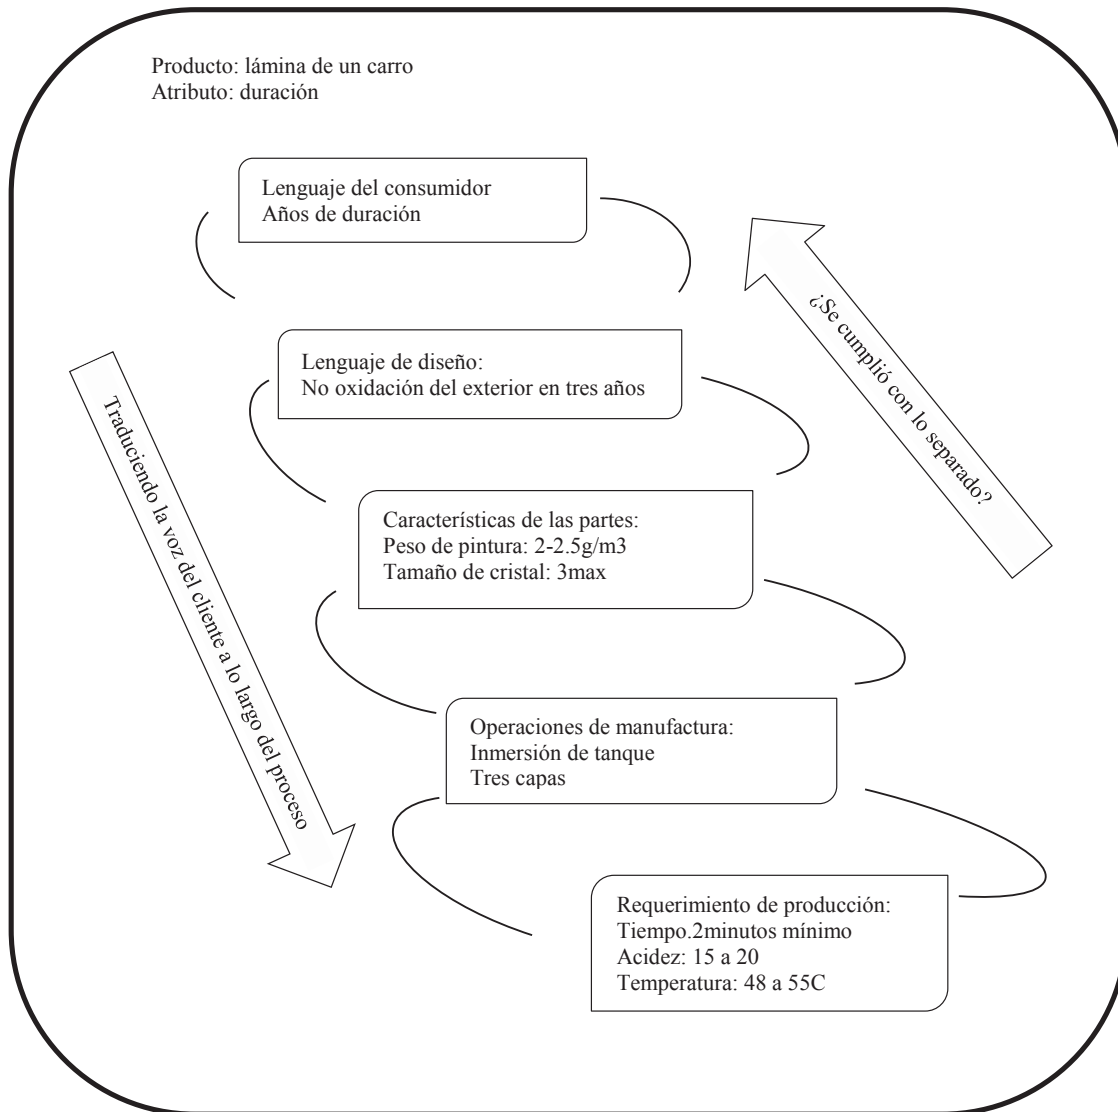 Producto: lámina de un carro
Atributo: duración
Lenguaje del consumidor
Años de duración
¿Se cumplió con lo separado?
Lenguaje de diseño:
No oxidación del exterior en tres años
Traduciendo la voz del cliente a lo largo del proceso
Características de las partes:
Peso de pintura: 2-2.5g/m3
Tamaño de cristal: 3max
Operaciones de manufactura:
Inmersión de tanque
Tres capas
Requerimiento de producción:
Tiempo.2minutos mínimo
Acidez: 15 a 20
Temperatura: 48 a 55C